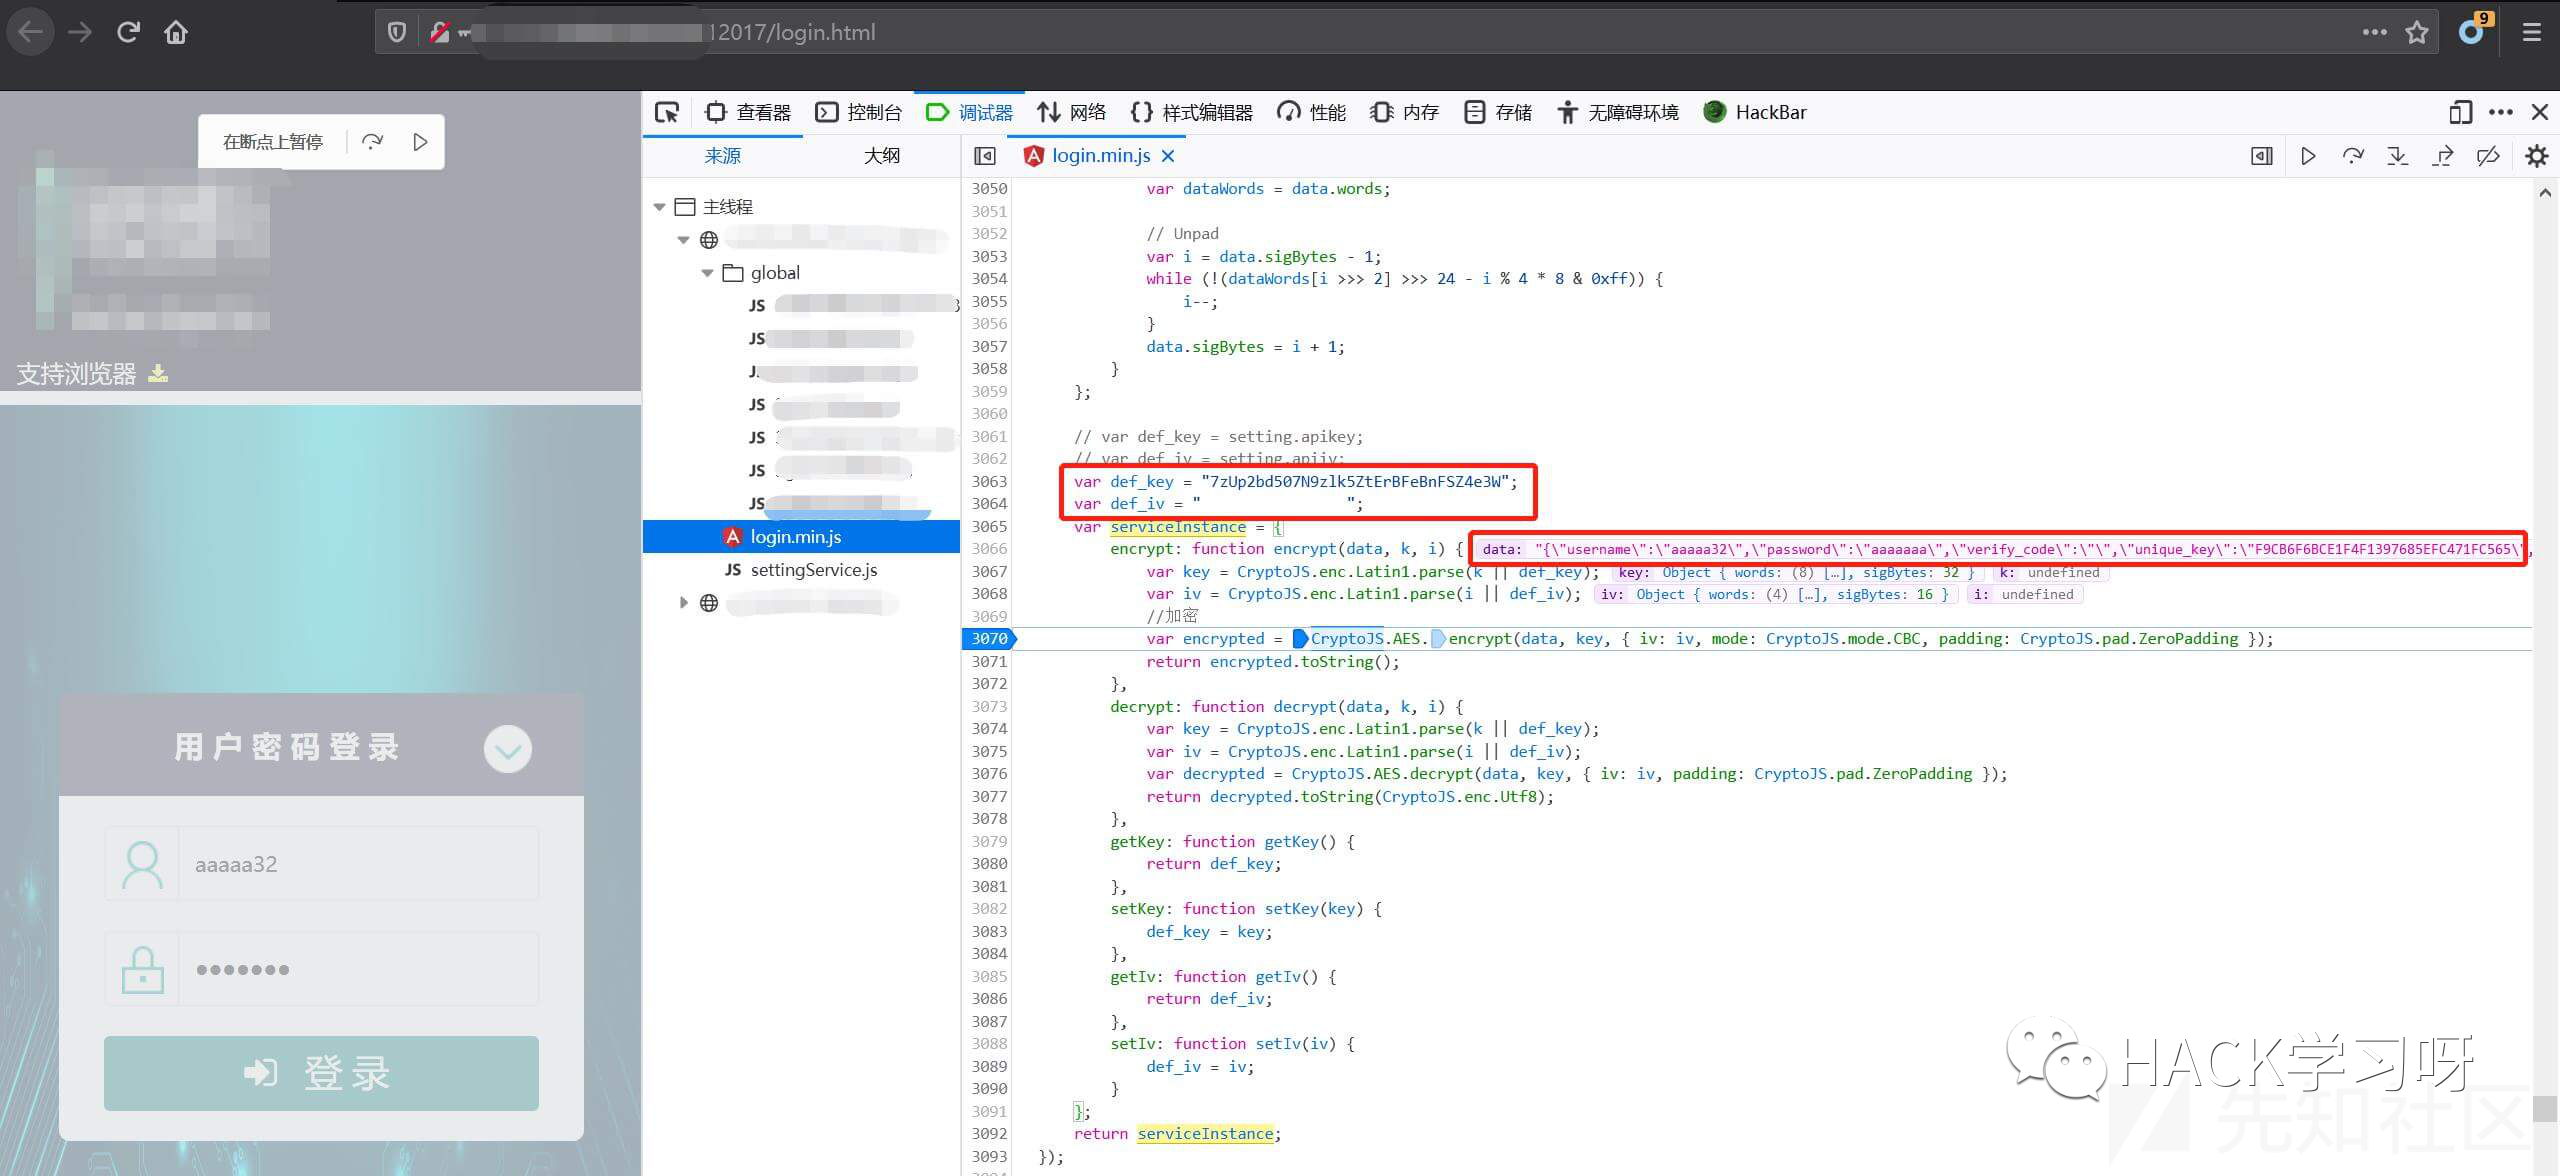 12017/login.html
9
在断点上暂停
支持浏览器
用户密码登录
aaaaa32
•••••••
登录
查看器 控制台 调试器 网络 样式编辑器 性能 内存 存储 无障碍环境 HackBar
来源 大纲
login.min.js
主线程
global
JS
JS
JS
JS
JS
JS
login.min.js
JS settingService.js
3050 var dataWords = data.words;
3051
3052 // Unpad
3053 var i = data.sigBytes - 1;
3054 while (!(dataWords[i >>> 2] >>> 24 - i % 4 * 8 & 0xff)) {
3055 i--;
3056 }
3057 data.sigBytes = i + 1;
3058 }
3059 };
3060
3061 // var def_key = setting.apikey;
3062 // var def_iv = setting.apiiv;
3063 var def_key = "7zUp2bd507N9zlk5ZtErBFeBnFSZ4e3W";
3064 var def_iv = " ";
3065 var serviceInstance = {
3066 encrypt: function encrypt(data, k, i) { data: "{\"username\":\"aaaaa32\",\"password\":\"aaaaaaa\",\"verify_code\":\"\",\"unique_key\":\"F9CB6F6BCE1F4F1397685EFC471FC565\",
3067 var key = CryptoJS.enc.Latin1.parse(k || def_key); key: Object { words: (8) […], sigBytes: 32 } k: undefined
3068 var iv = CryptoJS.enc.Latin1.parse(i || def_iv); iv: Object { words: (4) […], sigBytes: 16 } i: undefined
3069 //加密
3070 var encrypted = CryptoJS.AES.encrypt(data, key, { iv: iv, mode: CryptoJS.mode.CBC, padding: CryptoJS.pad.ZeroPadding });
3071 return encrypted.toString();
3072 },
3073 decrypt: function decrypt(data, k, i) {
3074 var key = CryptoJS.enc.Latin1.parse(k || def_key);
3075 var iv = CryptoJS.enc.Latin1.parse(i || def_iv);
3076 var decrypted = CryptoJS.AES.decrypt(data, key, { iv: iv, padding: CryptoJS.pad.ZeroPadding });
3077 return decrypted.toString(CryptoJS.enc.Utf8);
3078 },
3079 getKey: function getKey() {
3080 return def_key;
3081 },
3082 setKey: function setKey(key) {
3083 def_key = key;
3084 },
3085 getIv: function getIv() {
3086 return def_iv;
3087 },
3088 setIv: function setIv(iv) {
3089 def_iv = iv;
3090 }
3091 };
3092 return serviceInstance;
3093 });
HACK学习呀
先知社区